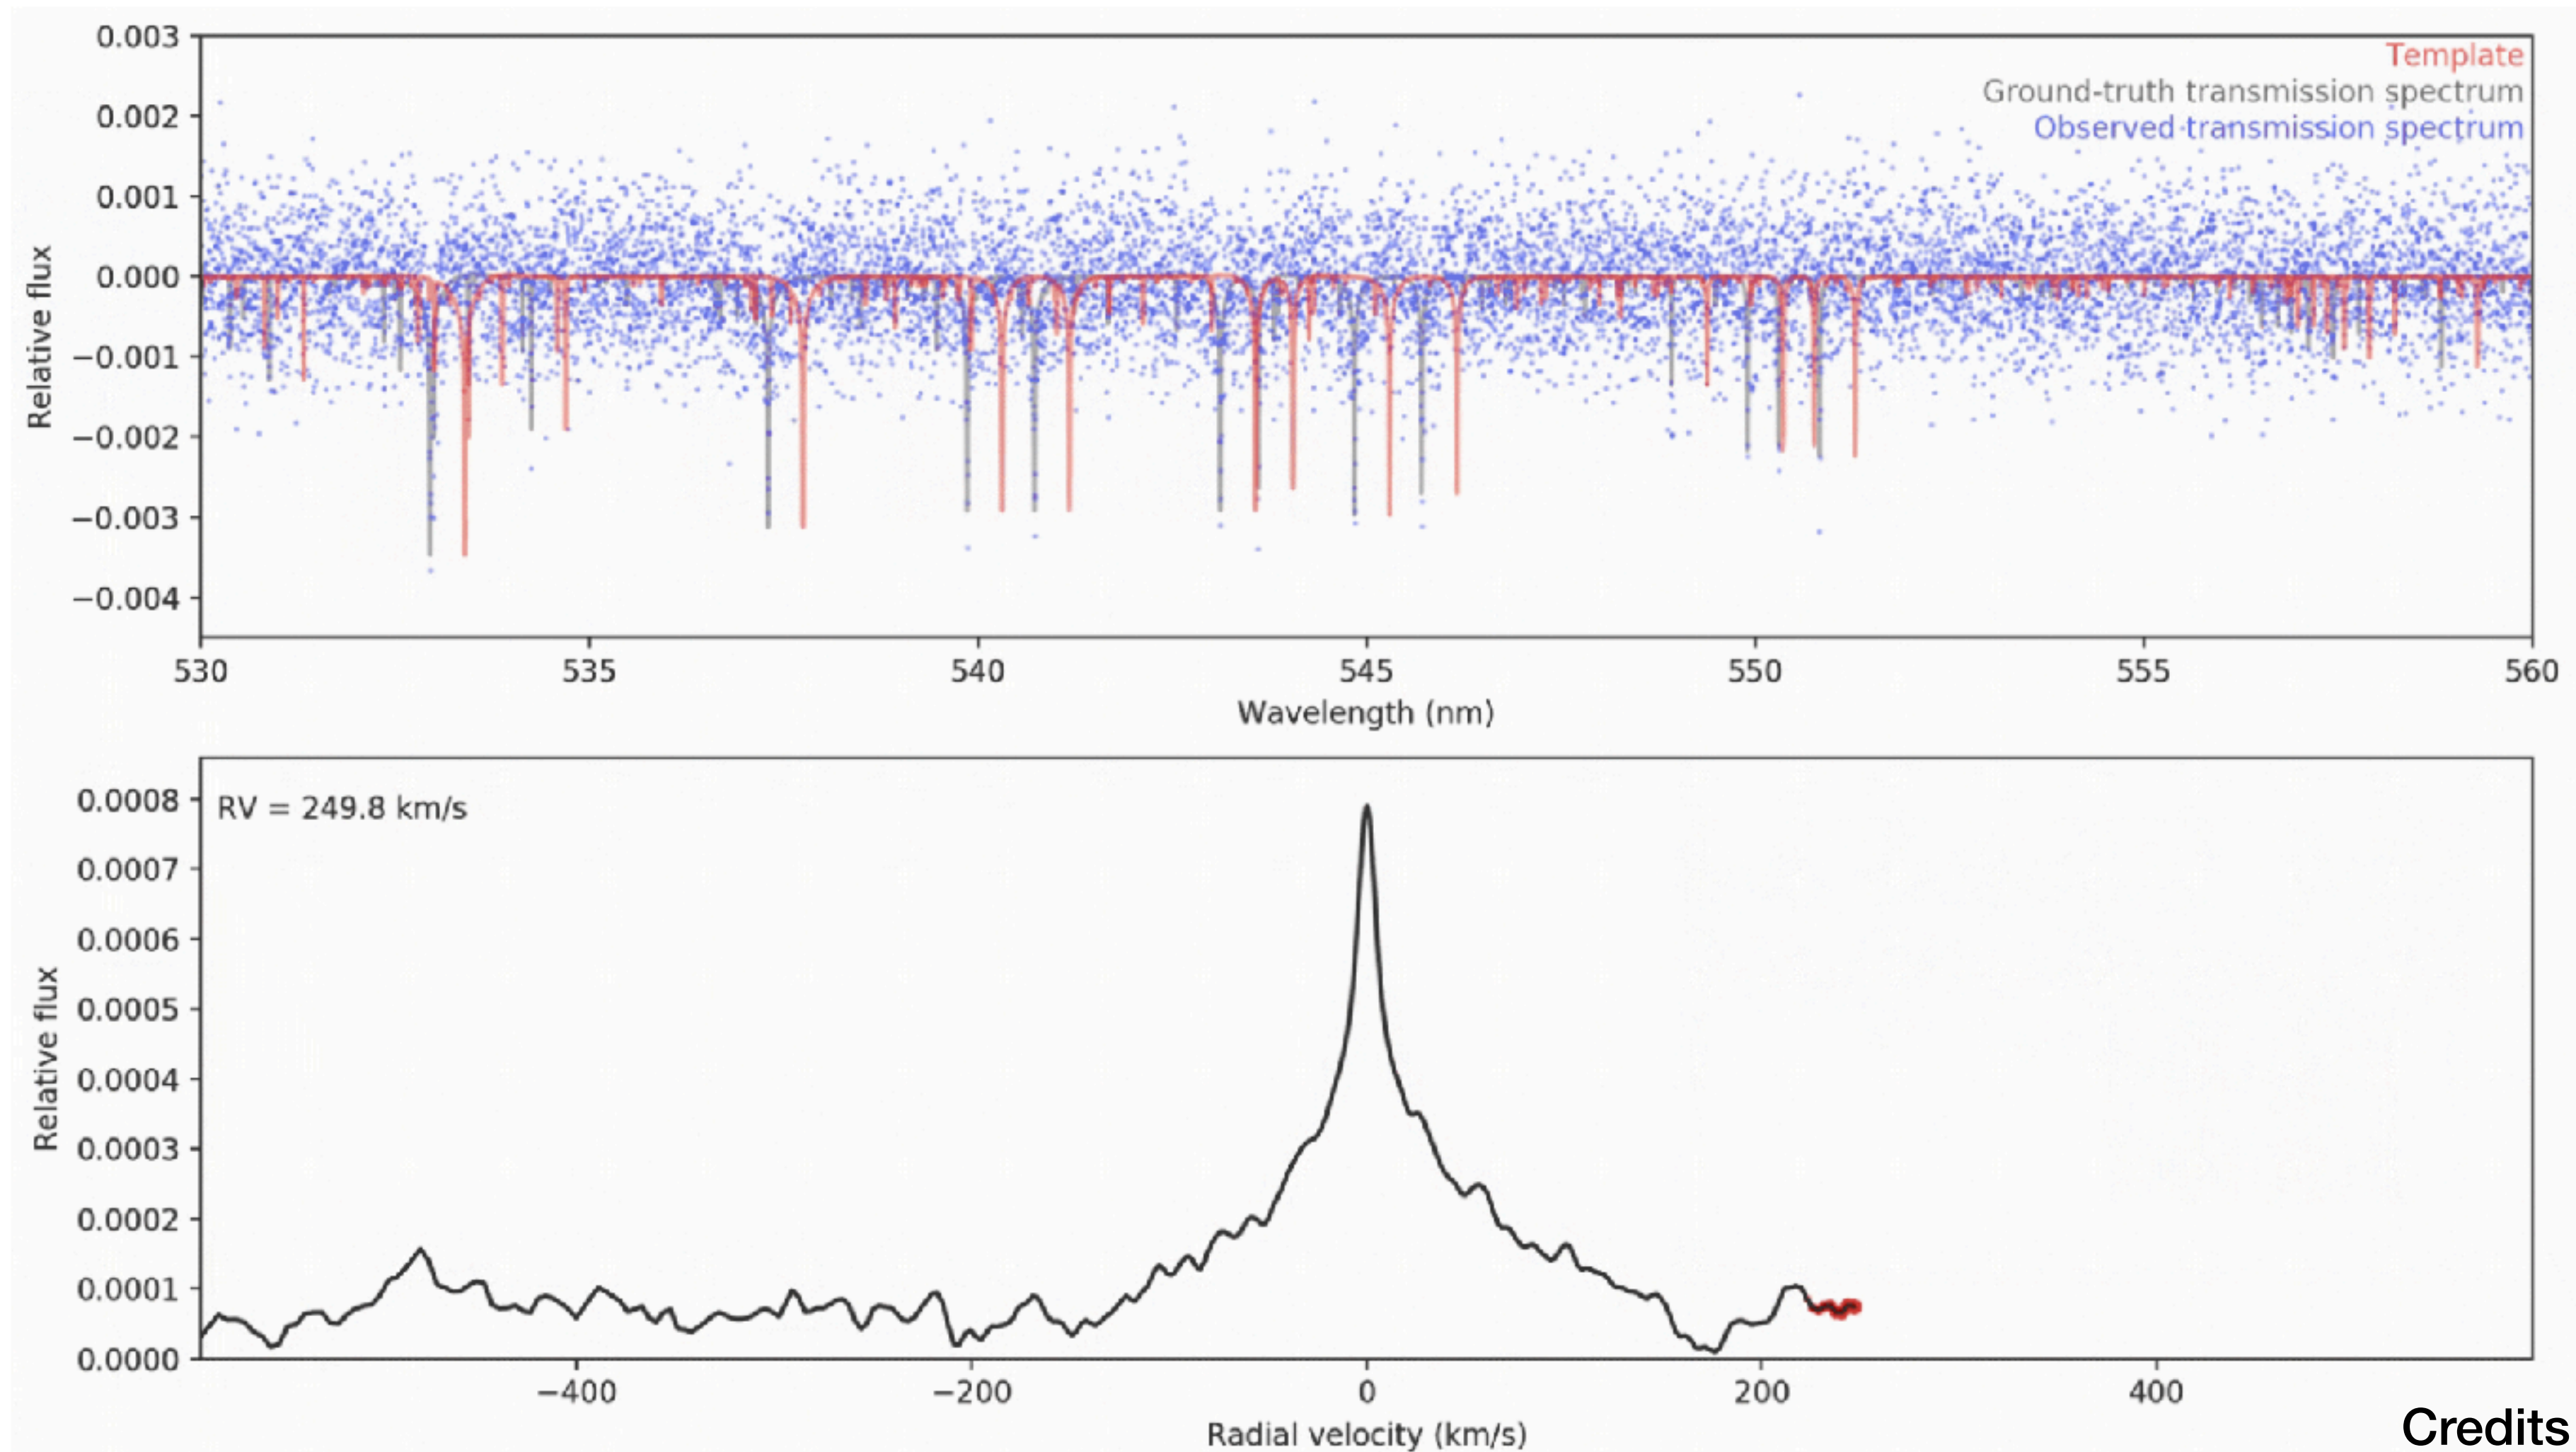 0.003
0.002
0.001
0.000
−0.001
−0.002
−0.003
−0.004
Relative flux
Template
Ground-truth transmission spectrum
Observed transmission spectrum
530 535 540 545 550 555 560
Wavelength (nm)
RV = 249.8 km/s
0.0008
0.0007
0.0006
0.0005
0.0004
0.0003
0.0002
0.0001
0.0000
Relative flux
−400 −200 0 200 400
Radial velocity (km/s)
Credits